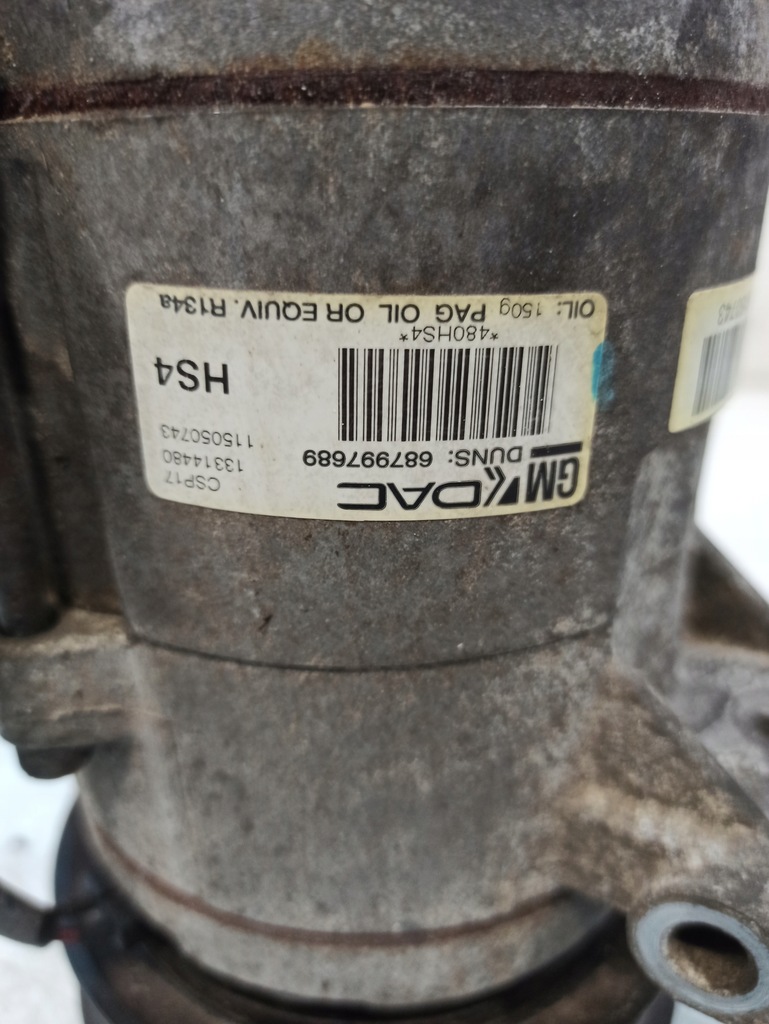 GM DAC
DUNS: 687997689
CSP17
13314480
115050743
HS4
*480HS4*
OIL: 150g PAG OIL OR EQUIV. R134a